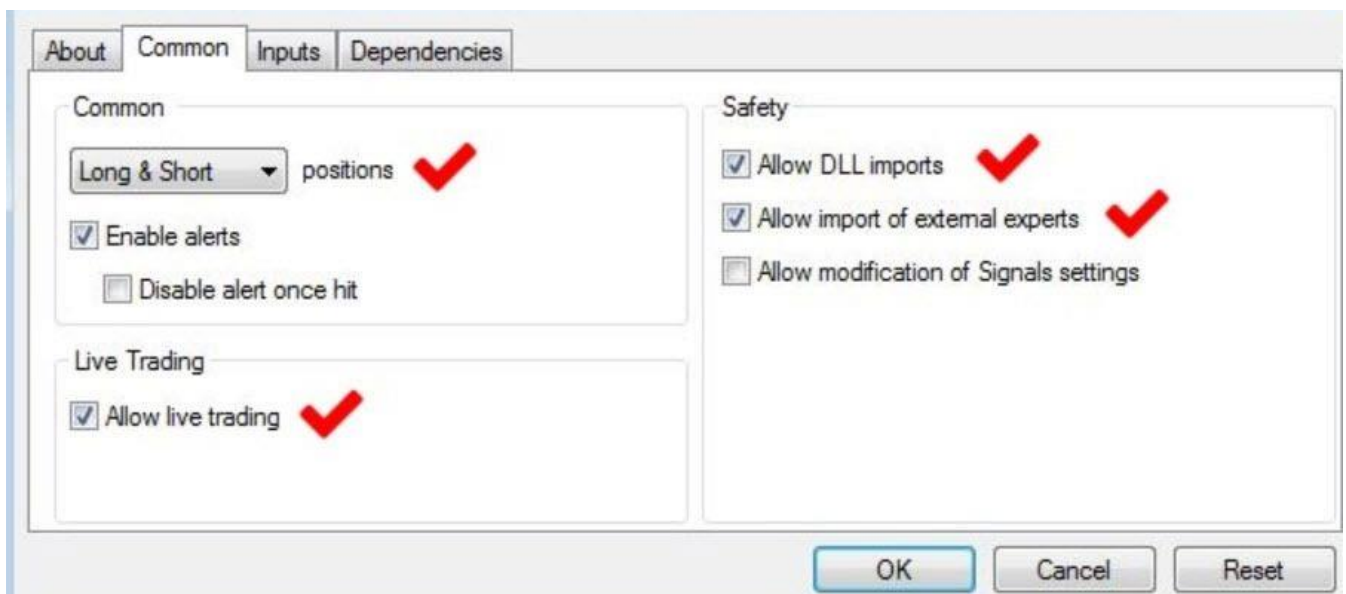 About Common Inputs Dependencies
Common
Long & Short positions
Enable alerts
Disable alert once hit
Live Trading
Allow live trading
Safety
Allow DLL imports
Allow import of external experts
Allow modification of Signals settings
OK Cancel Reset